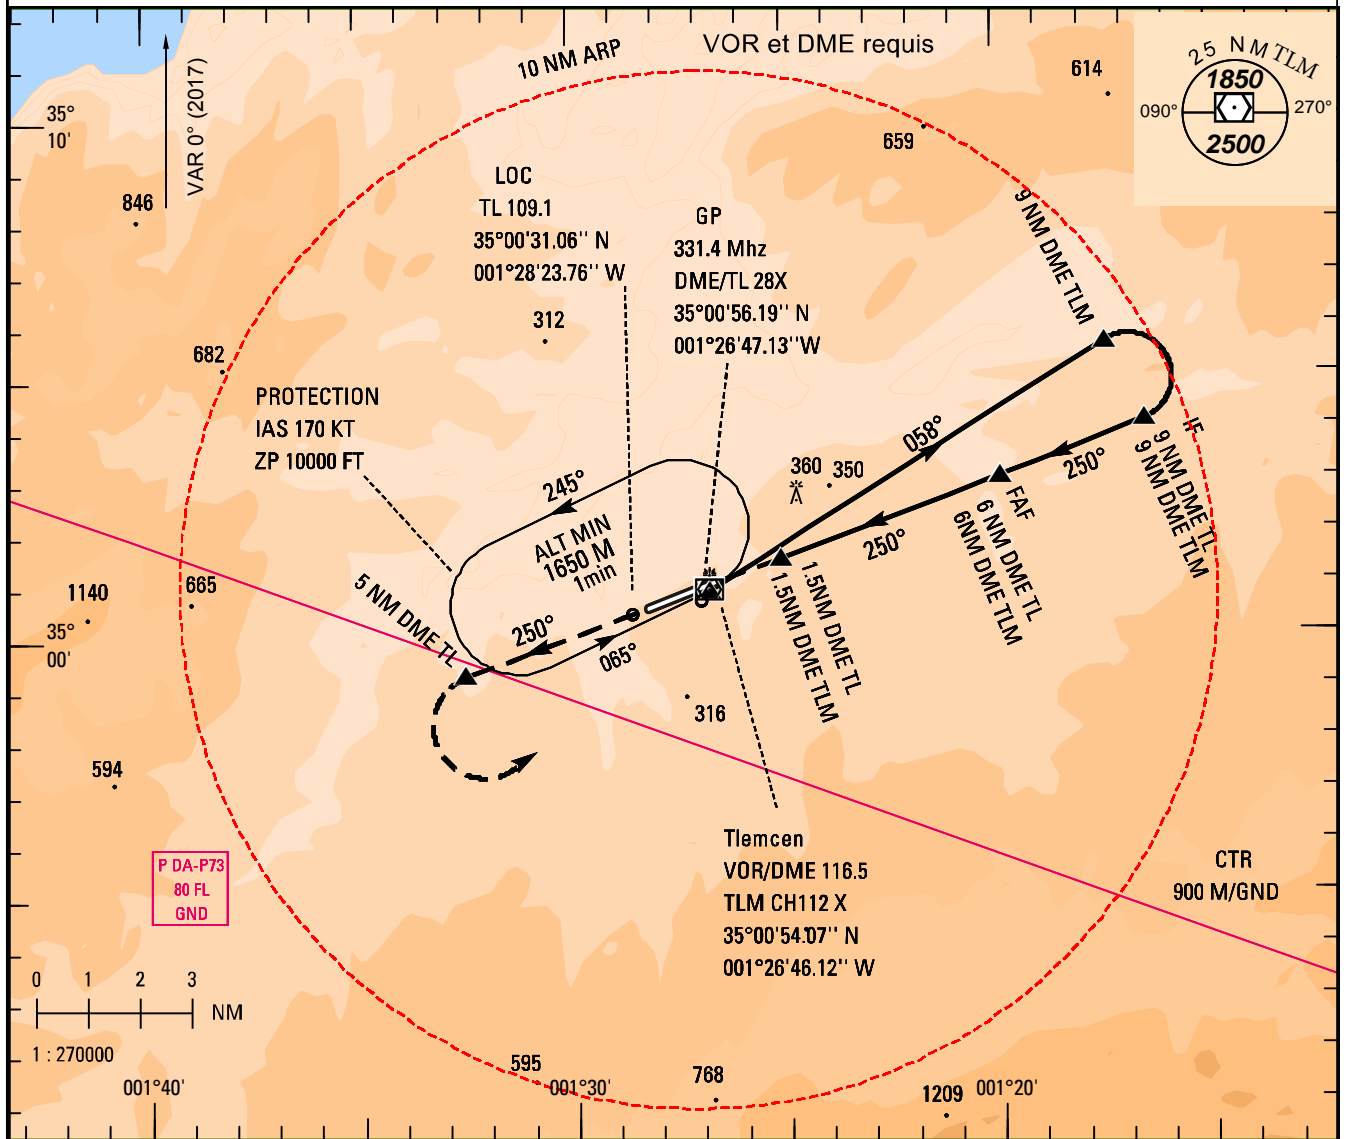 VOR et DME requis
10 NM ARP
25 NM TLM
1850
090°
270°
2500
614
659
35°
10'
VAR 0° (2017)
846
LOC
TL 109.1
35°00'31.06'' N
001°28'23.76'' W
GP
331.4 Mhz
DME/TL 28X
35°00'56.19'' N
001°26'47.13''W
9 NM DME TLM
312
682
PROTECTION
IAS 170 KT
ZP 10000 FT
058°
IF
9 NM DME TL
9 NM DME TLM
250°
360
350
245°
ALT MIN
1650 M
1min
FAF
6 NM DME TL
6NM DME TLM
250°
1.5NM DME TL
1.5NM DME TLM
5 NM DME TL
250°
065°
1140
665
35°
00'
316
594
P DA-P73
80 FL
GND
Tlemcen
VOR/DME 116.5
TLM CH112 X
35°00'54.07'' N
001°26'46.12'' W
CTR
900 M/GND
0 1 2 3
NM
1 : 270000
595
768
1209
001°40'
001°30'
001°20'